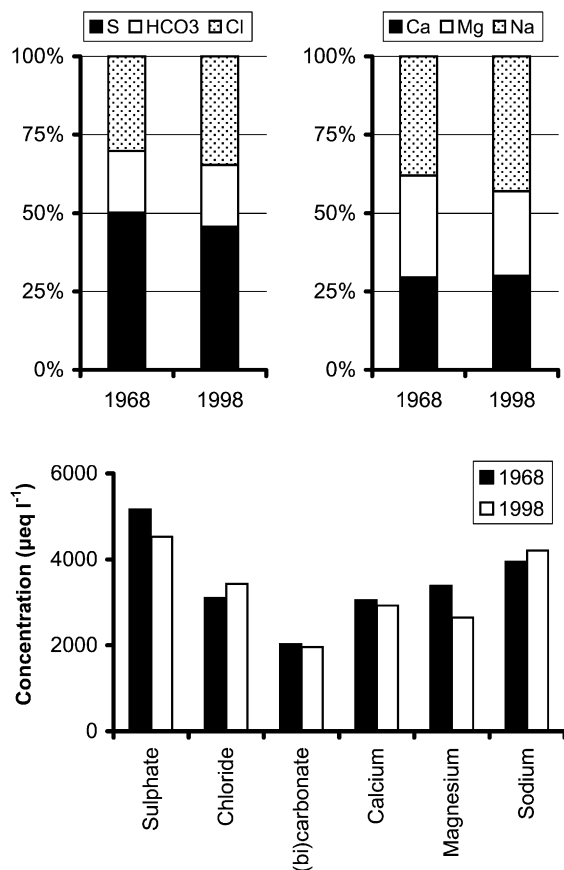 S HCO3 Cl
100%
75%
50%
25%
0%
1968 1998
Ca Mg Na
100%
75%
50%
25%
0%
1968 1998
Concentration (µeq l⁻¹)
6000
4000
2000
0
1968
1998
Sulphate
Chloride
(bi)carbonate
Calcium
Magnesium
Sodium